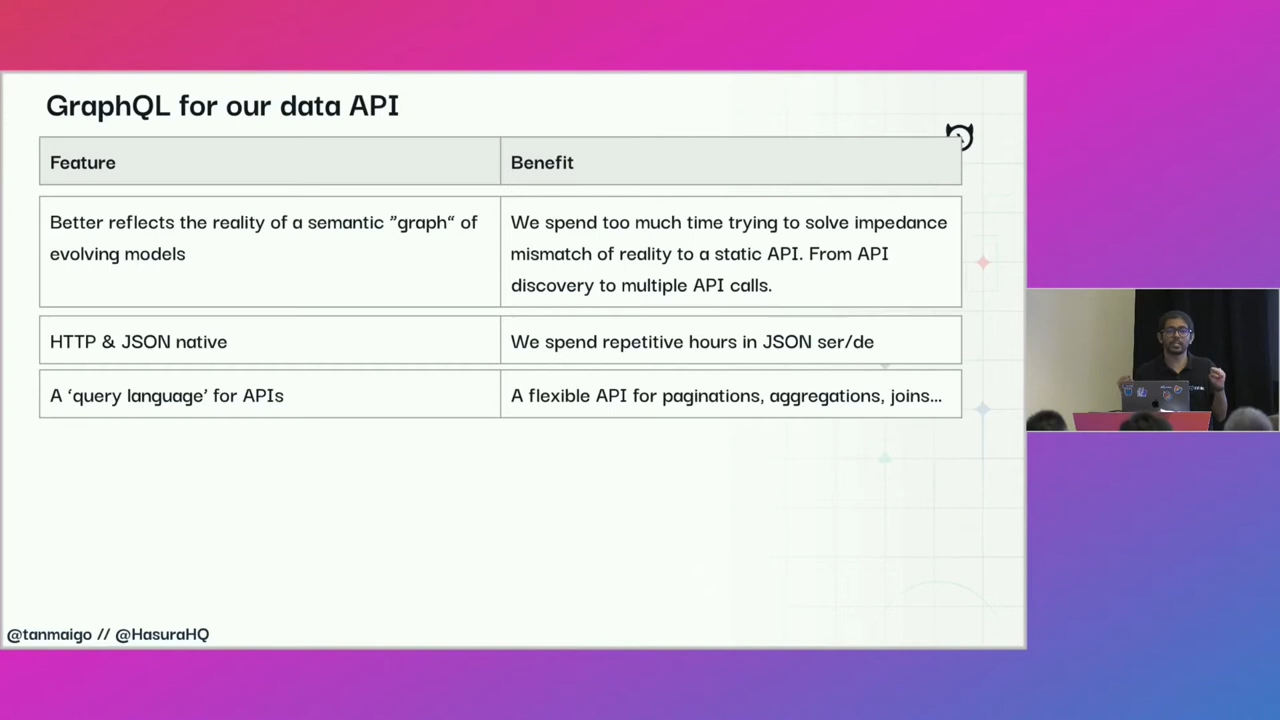 GraphQL for our data API
Feature
Benefit
Better reflects the reality of a semantic ”graph“ of
evolving models
We spend too much time trying to solve impedance
mismatch of reality to a static API. From API
discovery to multiple API calls.
HTTP & JSON native
We spend repetitive hours in JSON ser/de
A ‘query language’ for APIs
A flexible API for paginations, aggregations, joins...
@tanmaigo // @HasuraHQ